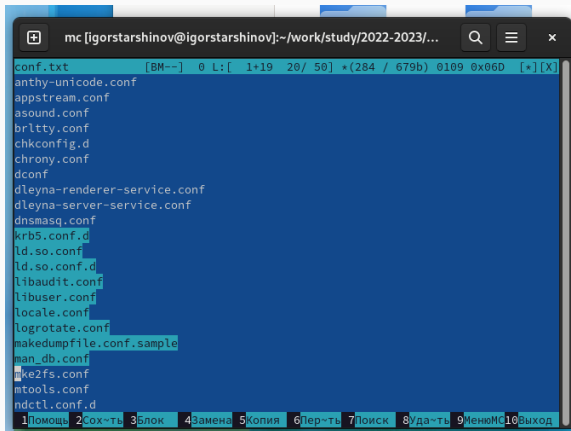 mc [igorstarshinov@igorstarshinov]:~/work/study/2022-2023/...
conf.txt [BM--] 0 L:[ 1+19 20/ 50] *(284 / 679b) 0109 0x06D [*][X]
anthy-unicode.conf
appstream.conf
asound.conf
brltty.conf
chkconfig.d
chrony.conf
dconf
dleyna-renderer-service.conf
dleyna-server-service.conf
dnsmasq.conf
krb5.conf.d
ld.so.conf
ld.so.conf.d
libaudit.conf
libuser.conf
locale.conf
logrotate.conf
makedumpfile.conf.sample
man_db.conf
mke2fs.conf
mtools.conf
ndctl.conf.d
1Помощь 2Сох~ть 3Блок 4Замена 5Копия 6Пер~ть 7Поиск 8Уда~ть 9МенюMC 10Выход